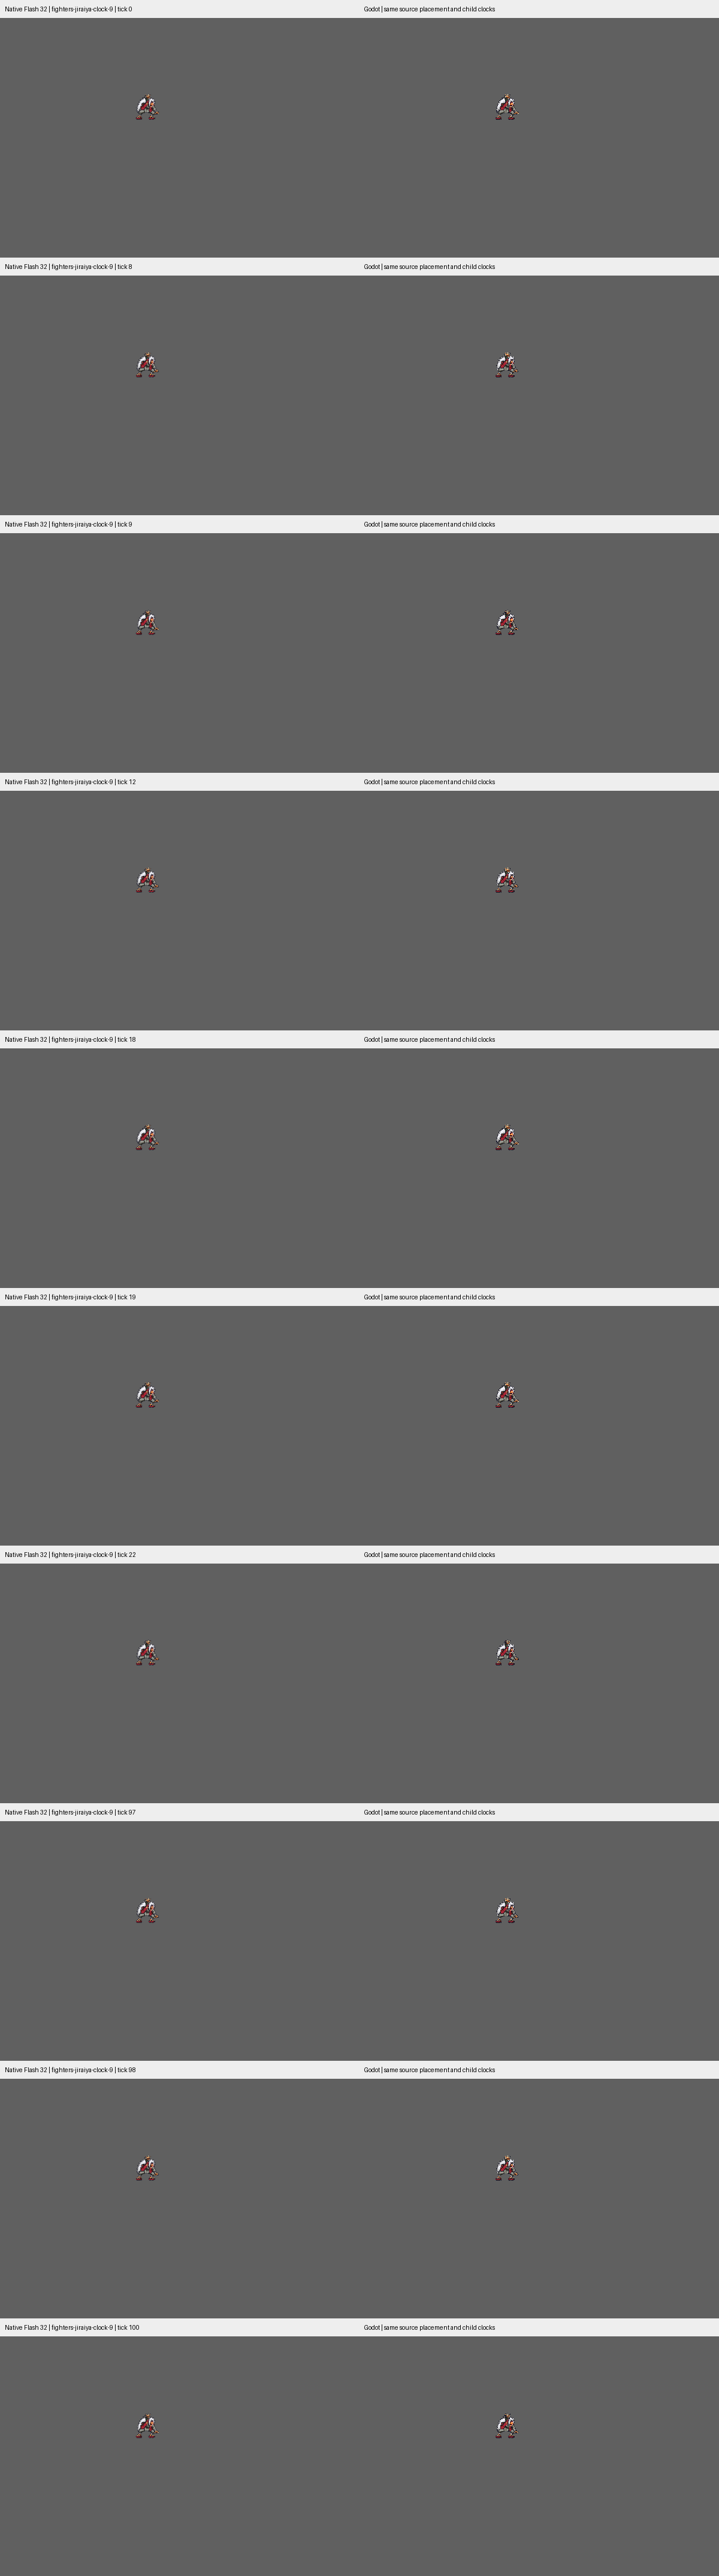 Native Flash 32 | fighters-jiraiya-clock-9 | tick 0
Godot | same source placement and child clocks
Native Flash 32 | fighters-jiraiya-clock-9 | tick 8
Godot | same source placement and child clocks
Native Flash 32 | fighters-jiraiya-clock-9 | tick 9
Godot | same source placement and child clocks
Native Flash 32 | fighters-jiraiya-clock-9 | tick 12
Godot | same source placement and child clocks
Native Flash 32 | fighters-jiraiya-clock-9 | tick 18
Godot | same source placement and child clocks
Native Flash 32 | fighters-jiraiya-clock-9 | tick 19
Godot | same source placement and child clocks
Native Flash 32 | fighters-jiraiya-clock-9 | tick 22
Godot | same source placement and child clocks
Native Flash 32 | fighters-jiraiya-clock-9 | tick 97
Godot | same source placement and child clocks
Native Flash 32 | fighters-jiraiya-clock-9 | tick 98
Godot | same source placement and child clocks
Native Flash 32 | fighters-jiraiya-clock-9 | tick 100
Godot | same source placement and child clocks